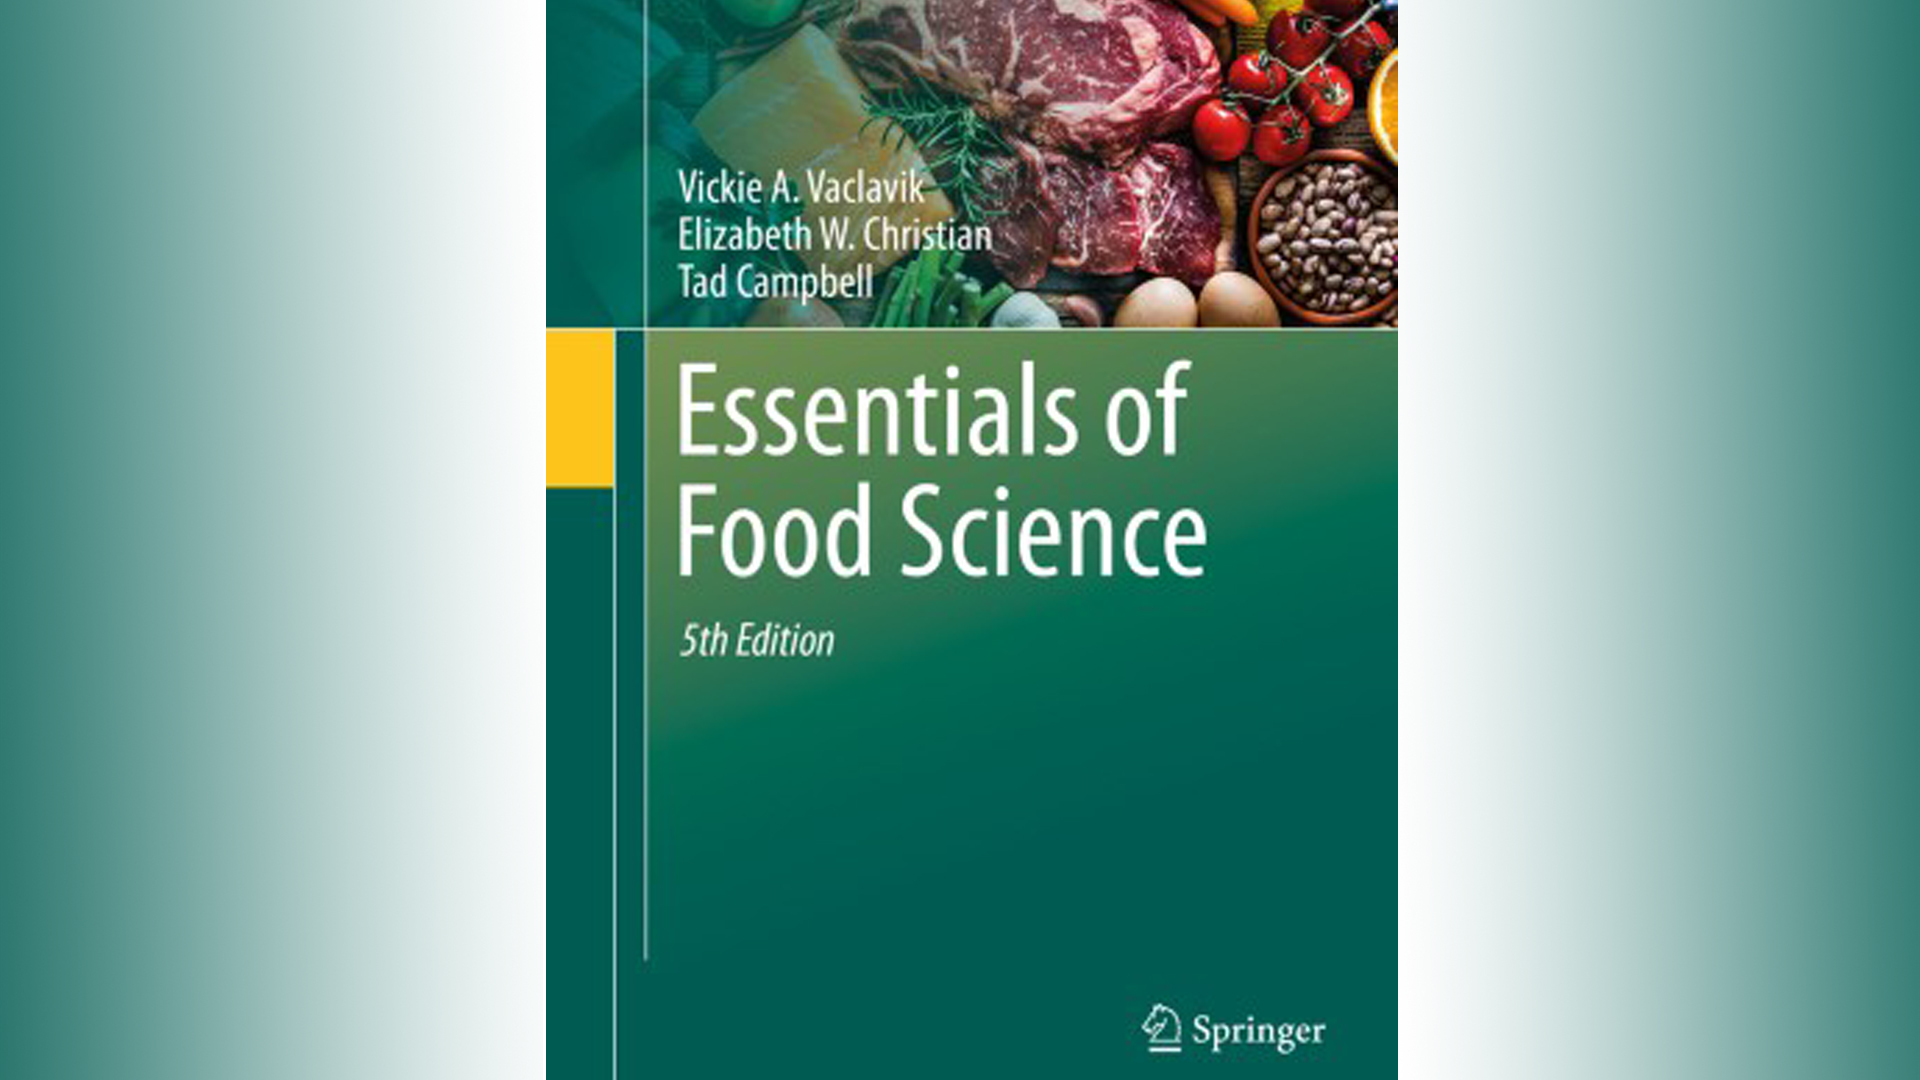 Vickie A. Vaclavik
Elizabeth W. Christian
Tad Campbell
Essentials of
Food Science
5th Edition
Springer